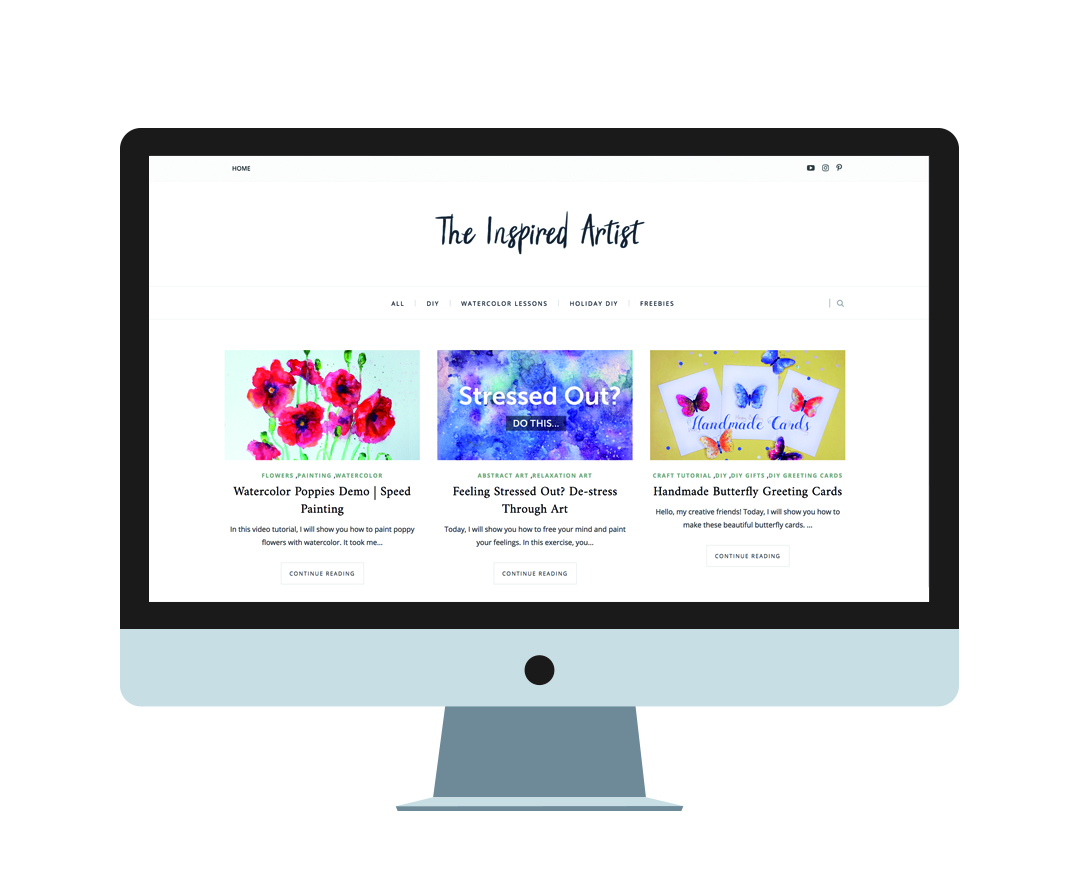 HOME
The Inspired Artist
ALL | DIY | WATERCOLOR LESSONS | HOLIDAY DIY | FREEBIES
Stressed Out?
DO THIS...
Handmade Cards
FLOWERS ,PAINTING ,WATERCOLOR
Watercolor Poppies Demo | Speed
Painting
In this video tutorial, I will show you how to paint poppy
flowers with watercolor. It took me...
CONTINUE READING
ABSTRACT ART ,RELAXATION ART
Feeling Stressed Out? De-stress
Through Art
Today, I will show you how to free your mind and paint
your feelings. In this exercise, you...
CONTINUE READING
CRAFT TUTORIAL ,DIY ,DIY GIFTS ,DIY GREETING CARDS
Handmade Butterfly Greeting Cards
Hello, my creative friends! Today, I will show you how to
make these beautiful butterfly cards. ...
CONTINUE READING